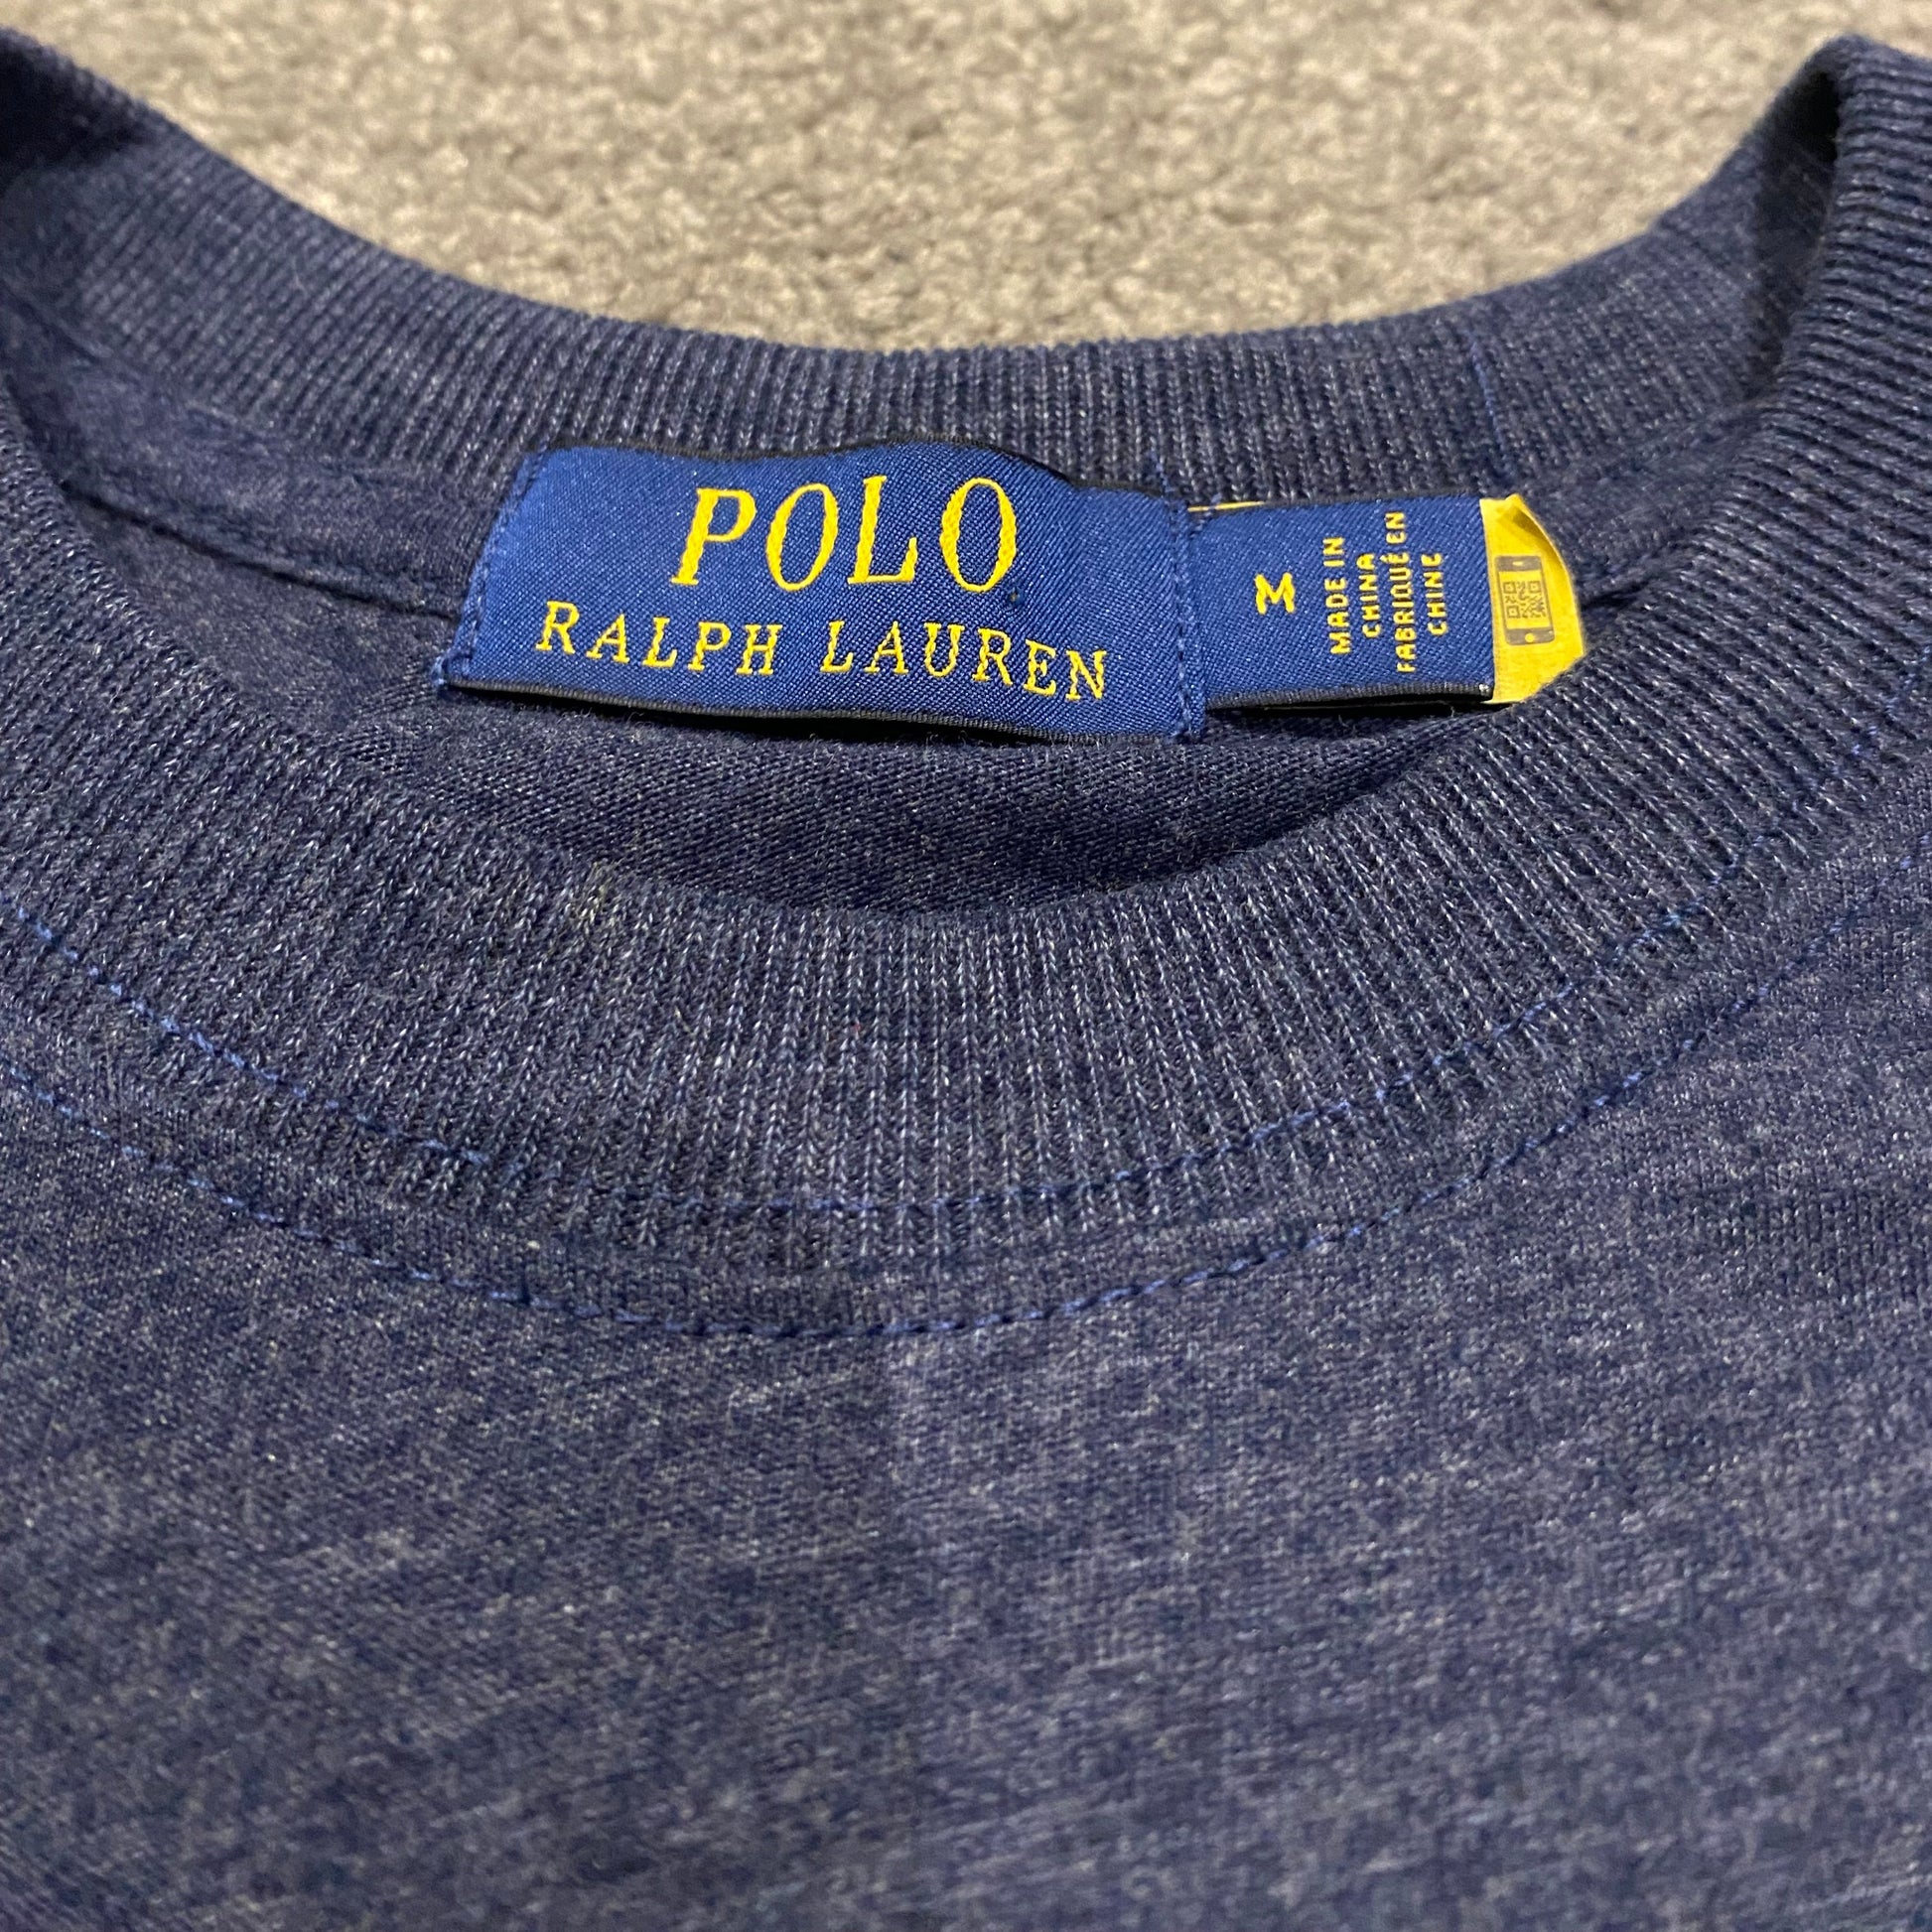 POLO
RALPH LAUREN
M
MADE IN
CHINA
FABRIQUÉ EN
CHINE